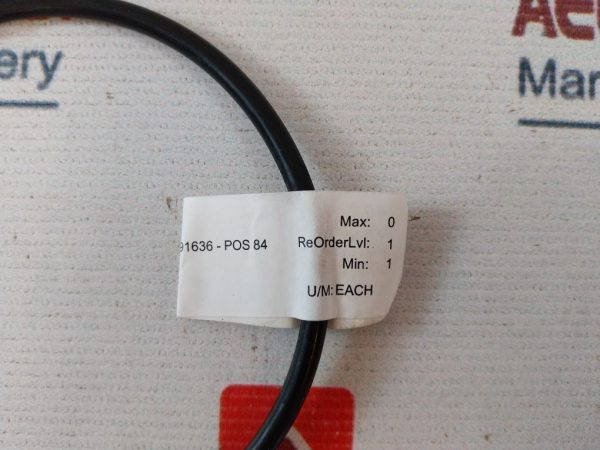 91636 - POS 84
Max: 0
ReOrderLvl: 1
Min: 1
U/M: EACH